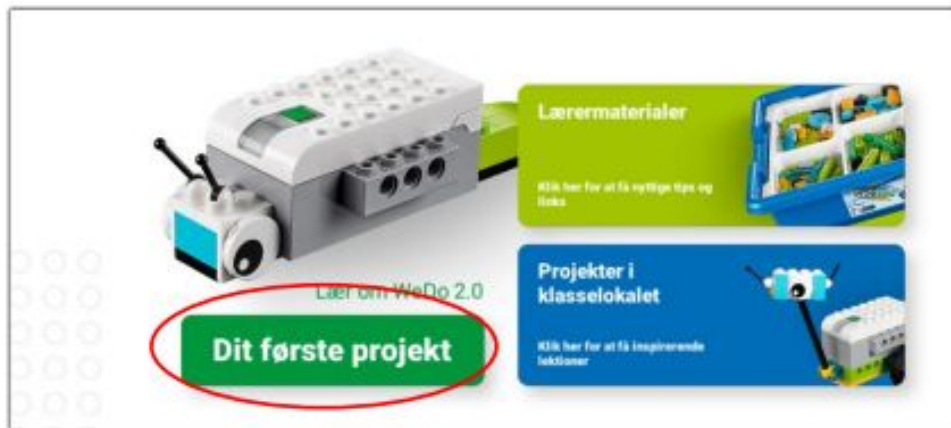 Lærermaterialer
Klik her for at få nyttige tips og
links
Lær om WeDo 2.0
Dit første projekt
Projekter i
klasselokalet
Klik her for at få inspirerende
lektioner